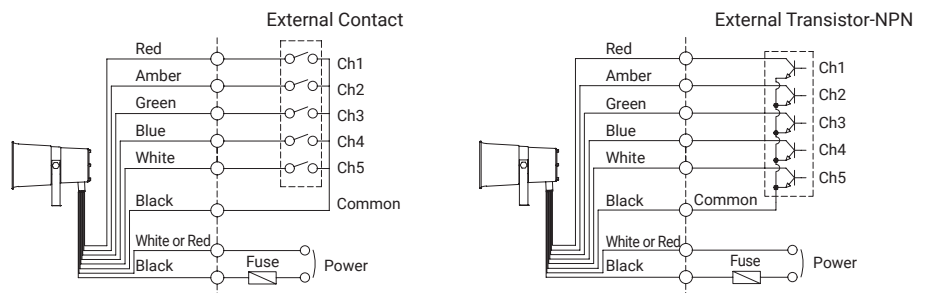 External Contact
Red
Ch1
Amber
Ch2
Green
Ch3
Blue
Ch4
White
Ch5
Black
Common
White or Red
Black
Fuse
Power
External Transistor-NPN
Red
Ch1
Amber
Ch2
Green
Ch3
Blue
Ch4
White
Ch5
Black
Common
White or Red
Black
Fuse
Power